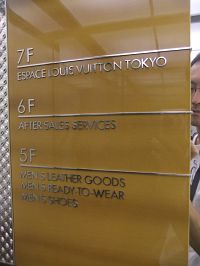 7F
ESPACE LOUIS VUITTON TOKYO
6F
AFTER SALES SERVICES
5F
MEN'S LEATHER GOODS
MEN'S READY-TO-WEAR
MEN'S SHOES